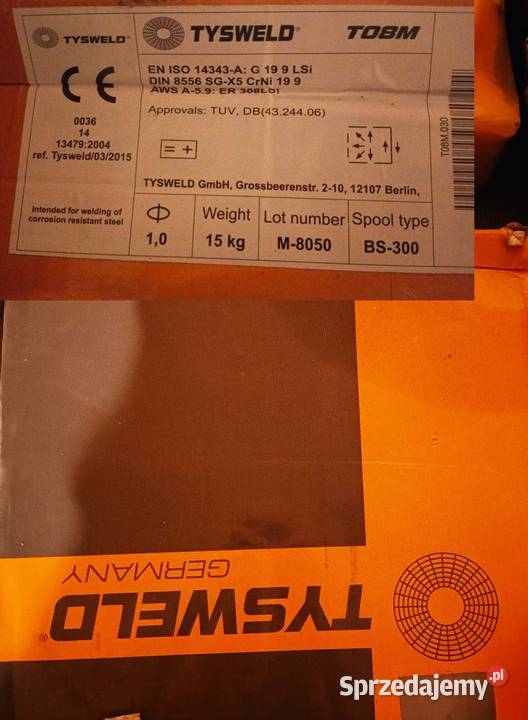 TYSWELD®
TYSWELD® T08M
EN ISO 14343-A: G 19 9 LSi
DIN 8556 SG-X5 CrNi 19 9
AWS A-5.9: ER 308LSi
Approvals: TUV, DB(43.244.06)
CE
0036
14
13479:2004
ref. Tysweld/03/2015
= +
TYSWELD GmbH, Grossbeerenstr. 2-10, 12107 Berlin,
Intended for welding of
corrosion resistant steel
Φ Weight Lot number Spool type
1,0 15 kg M-8050 BS-300
T08M.030
TYSWELD®
GERMANY
Sprzedajemy.pl